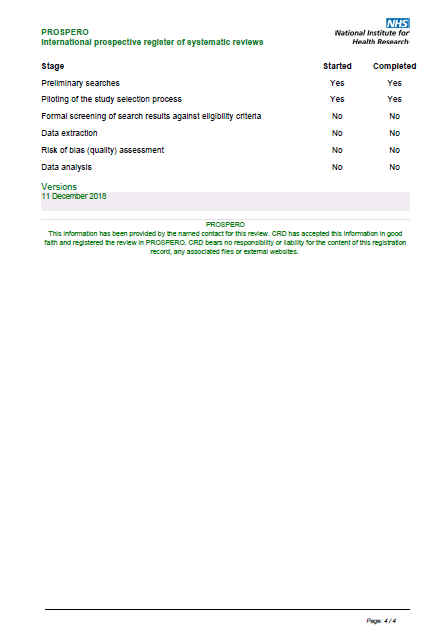 PROSPERO
International prospective register of systematic reviews
NHS
National Institute for
Health Research
Stage Started Completed
Preliminary searches Yes Yes
Piloting of the study selection process Yes Yes
Formal screening of search results against eligibility criteria No No
Data extraction No No
Risk of bias (quality) assessment No No
Data analysis No No
Versions
11 December 2018
PROSPERO
This information has been provided by the named contact for this review. CRD has accepted this information in good
faith and registered the review in PROSPERO. CRD bears no responsibility or liability for the content of this registration
record, any associated files or external websites.
Page: 4 / 4